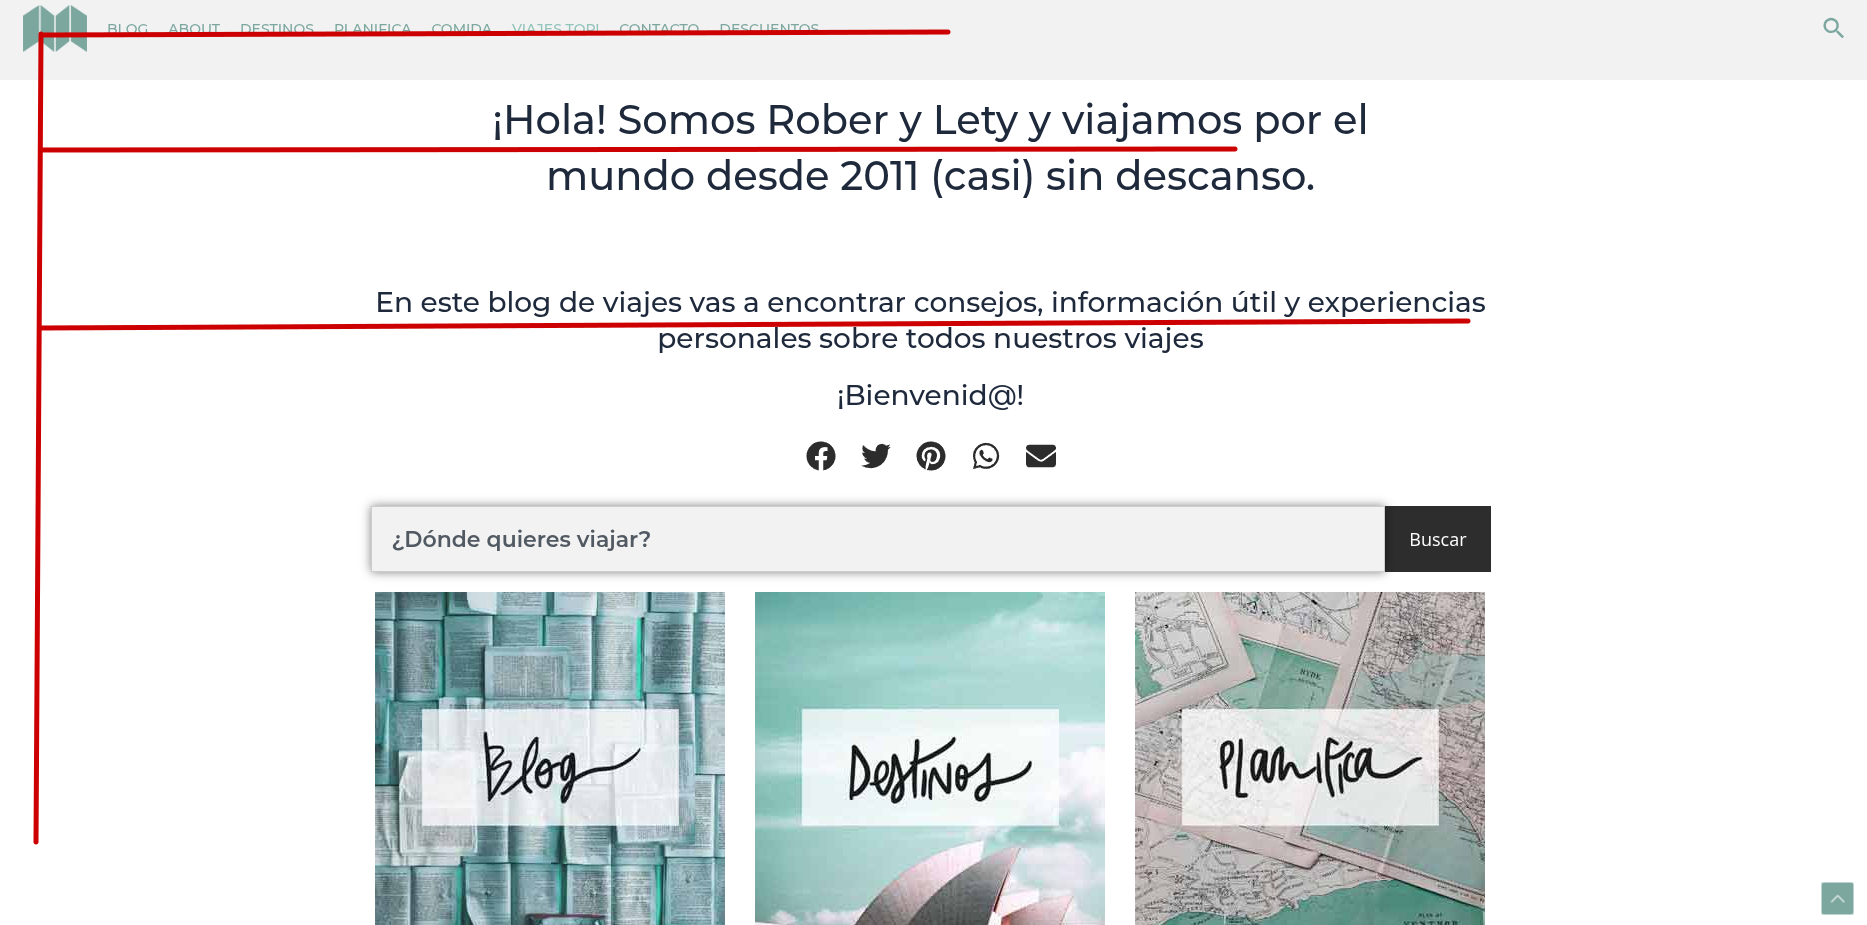 BLOG ABOUT DESTINOS PLANIFICA COMIDA VIAJES TOP! CONTACTO DESCUENTOS
¡Hola! Somos Rober y Lety y viajamos por el
mundo desde 2011 (casi) sin descanso.
En este blog de viajes vas a encontrar consejos, información útil y experiencias
personales sobre todos nuestros viajes
¡Bienvenid@!
¿Dónde quieres viajar?
Buscar
Blog
Destinos
Planifica
HYDE